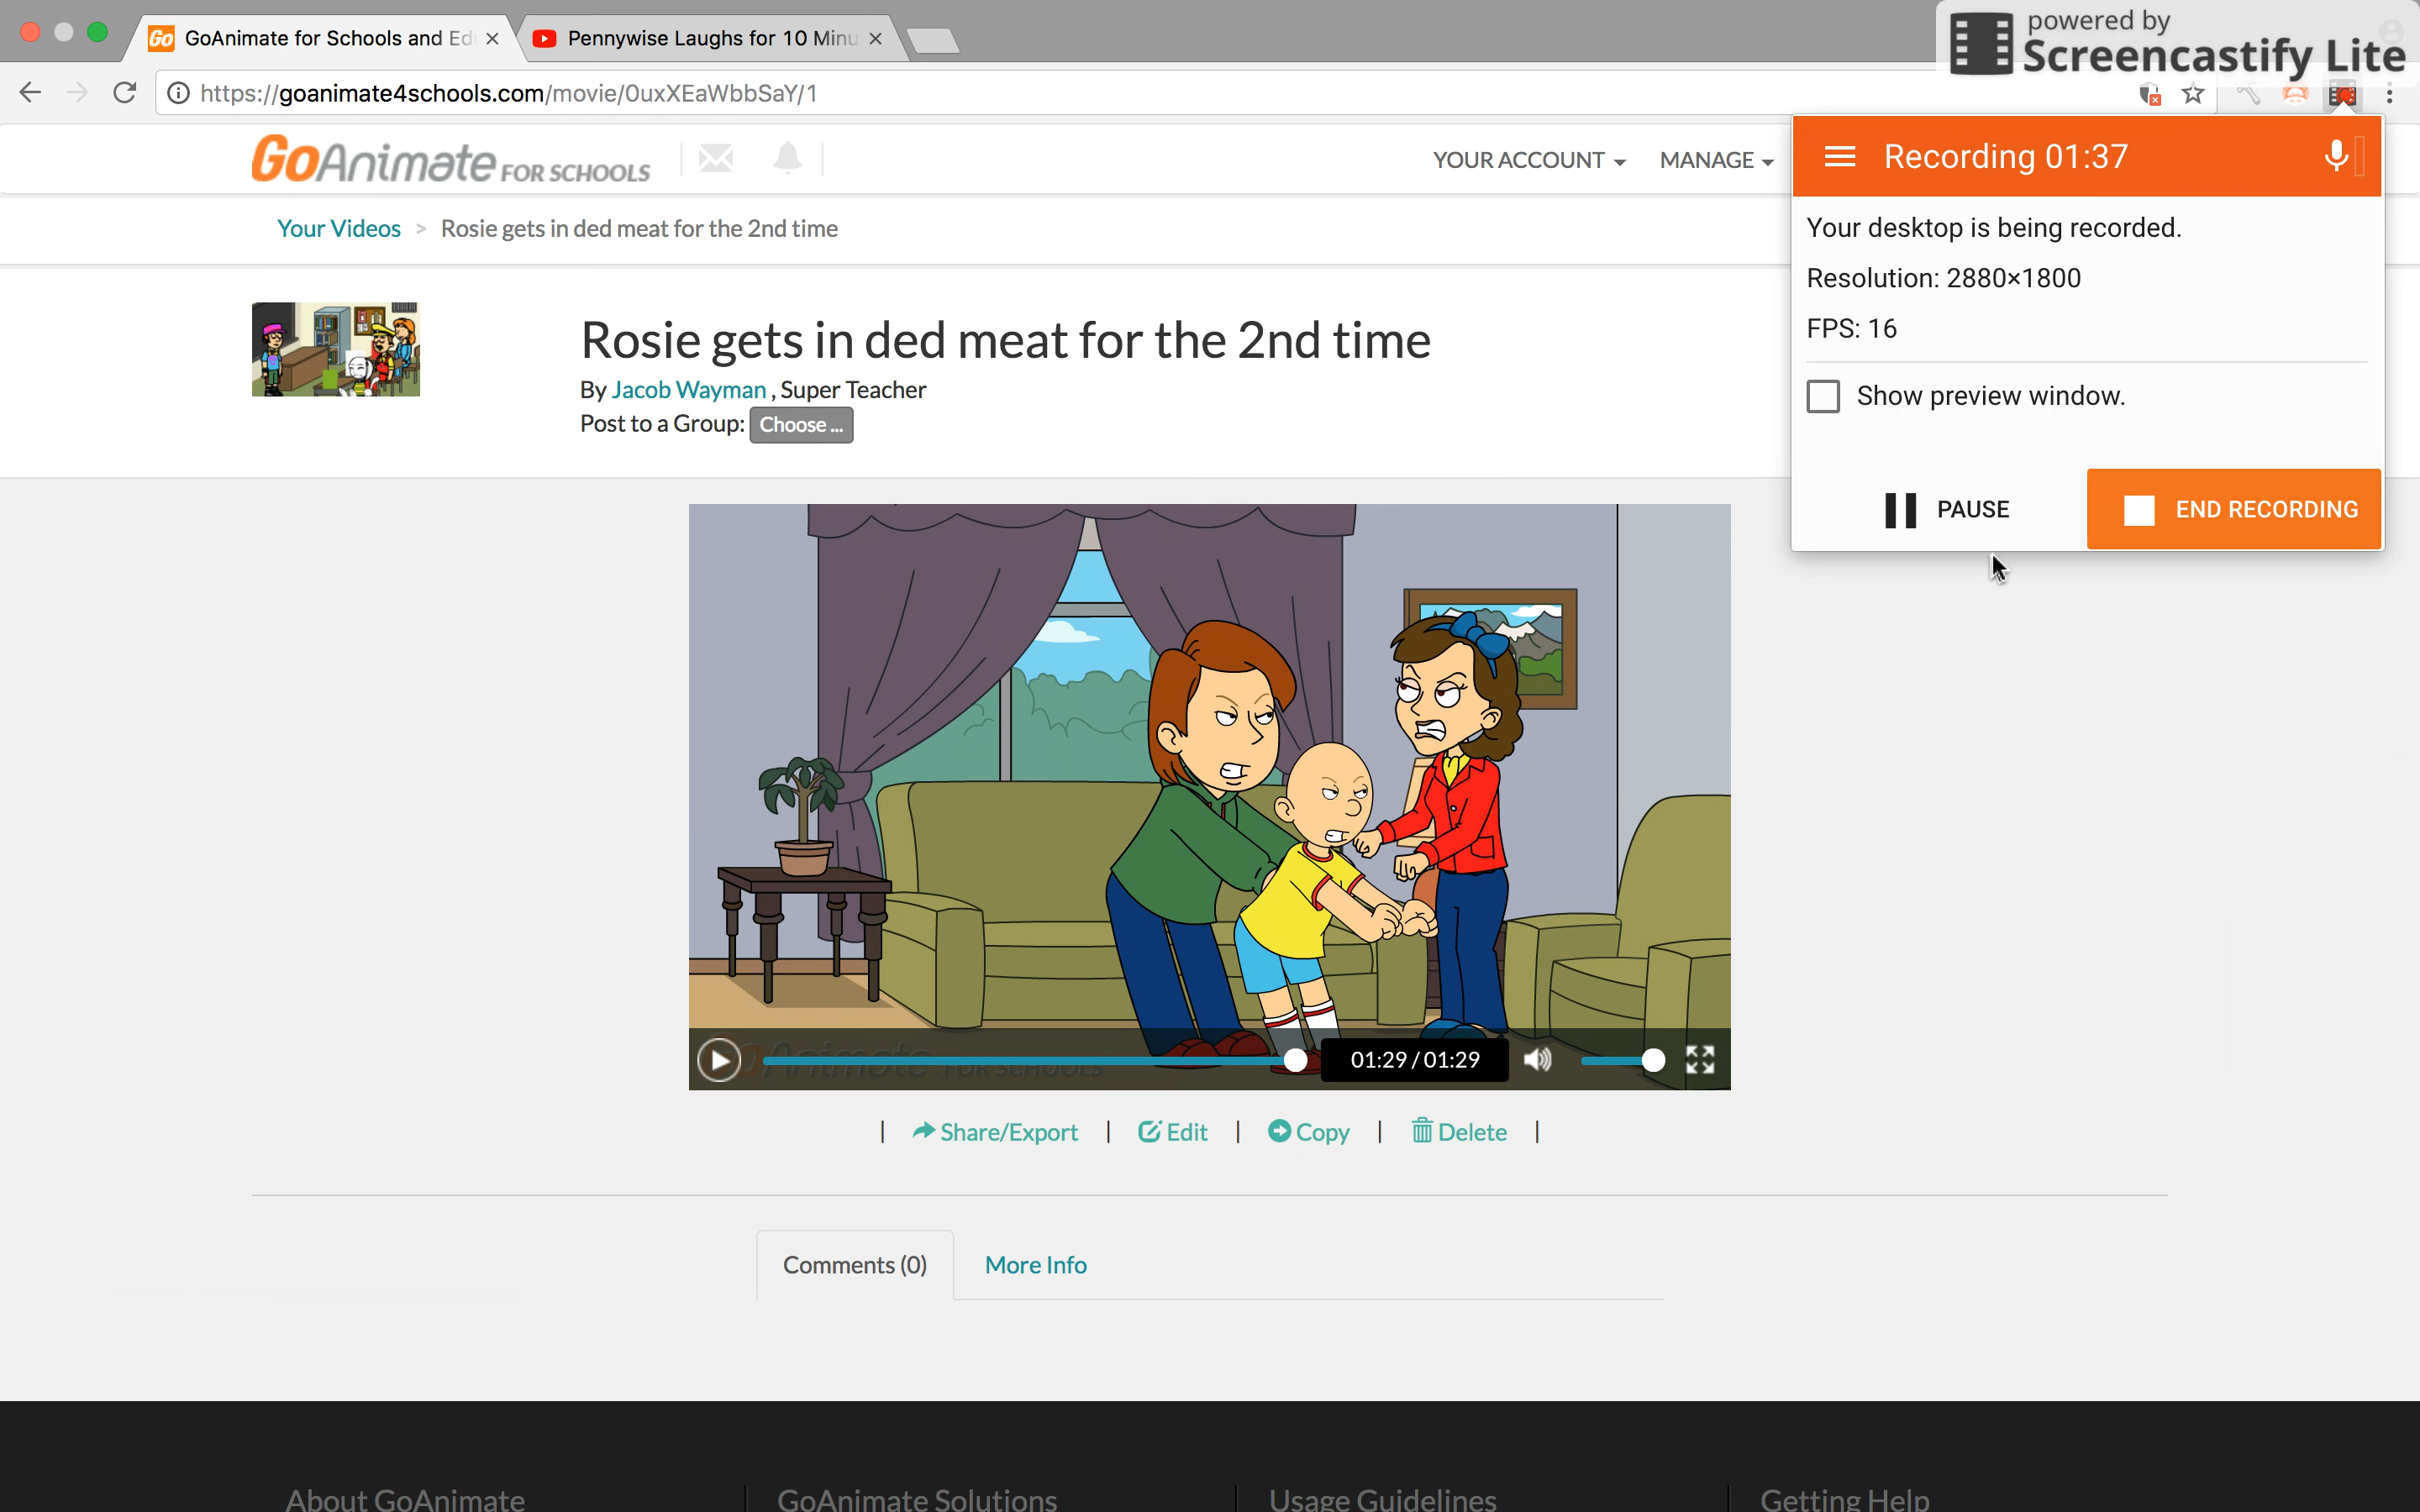 GoAnimate for Schools and Ed
Pennywise Laughs for 10 Minu
powered by
Screencastify Lite
https://goanimate4schools.com/movie/0uxXEaWbbSaY/1
GoAnimate FOR SCHOOLS
YOUR ACCOUNT
MANAGE
Recording 01:37
Your Videos > Rosie gets in ded meat for the 2nd time
Your desktop is being recorded.
Resolution: 2880×1800
FPS: 16
Rosie gets in ded meat for the 2nd time
By Jacob Wayman , Super Teacher
Post to a Group: Choose ...
Show preview window.
PAUSE
END RECORDING
GoAnimate FOR SCHOOLS
01:29 / 01:29
| Share/Export | Edit | Copy | Delete |
Comments (0)
More Info
About GoAnimate
GoAnimate Solutions
Usage Guidelines
Getting Help